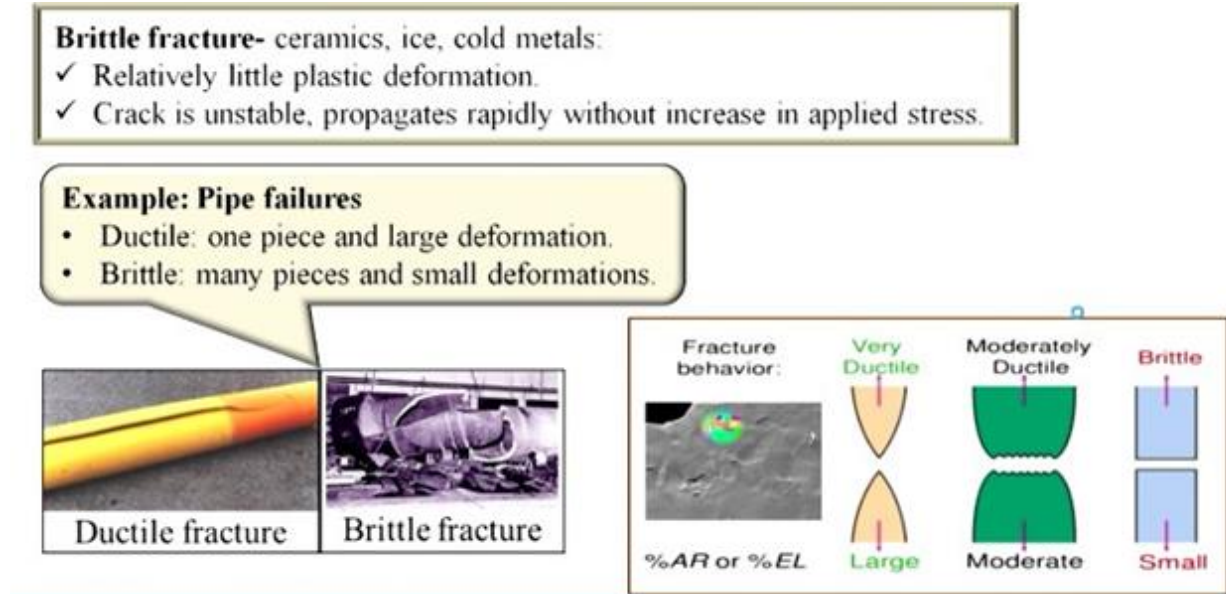 Brittle fracture- ceramics, ice, cold metals:
✓ Relatively little plastic deformation.
✓ Crack is unstable, propagates rapidly without increase in applied stress.
Example: Pipe failures
• Ductile: one piece and large deformation.
• Brittle: many pieces and small deformations.
Ductile fracture
Brittle fracture
Fracture
behavior:
Very
Ductile
Moderately
Ductile
Brittle
%AR or %EL
Large
Moderate
Small